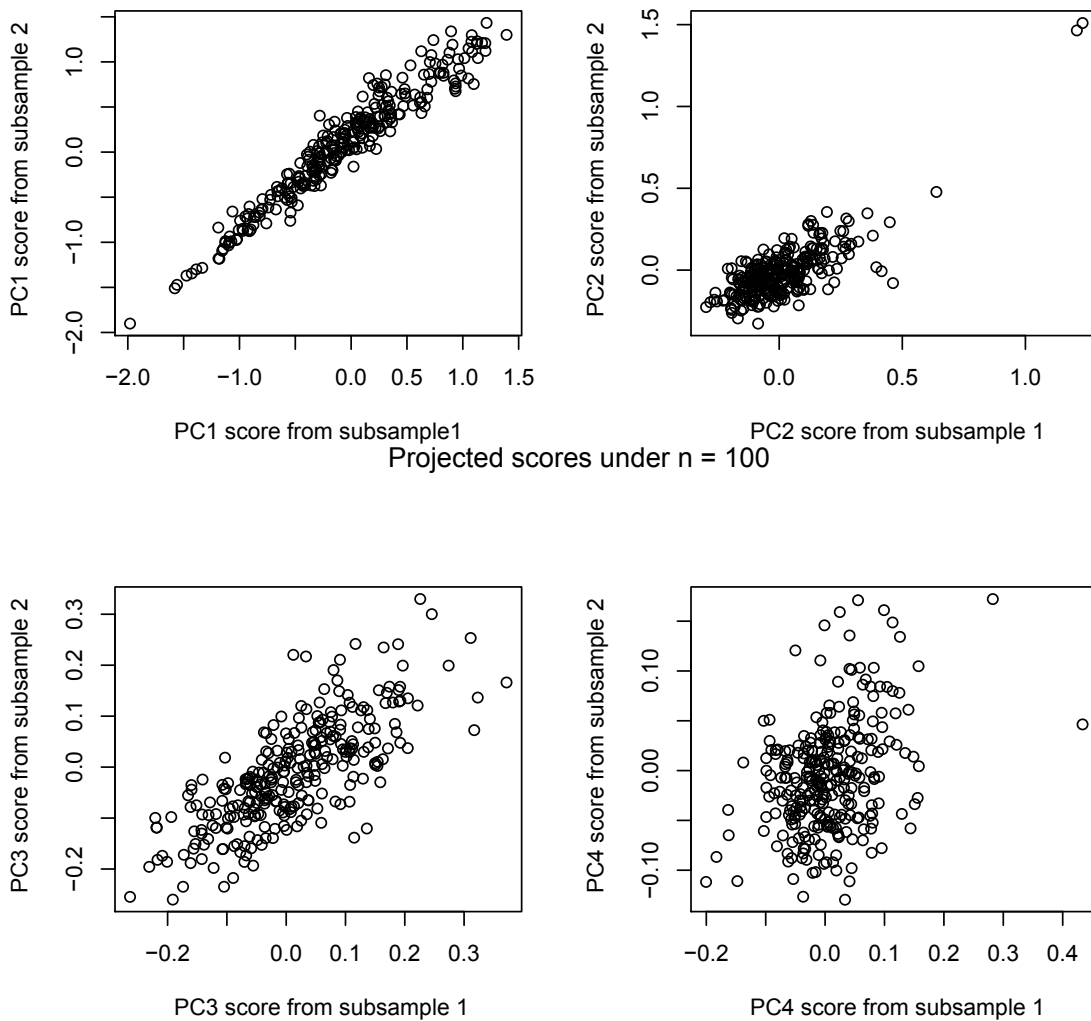 PC1 score from subsample 2
1.0
0.0
−1.0
−2.0
−2.0 −1.0 0.0 0.5 1.0 1.5
PC1 score from subsample1
PC2 score from subsample 2
1.5
1.0
0.5
0.0
0.0 0.5 1.0
PC2 score from subsample 1
Projected scores under n = 100
PC3 score from subsample 2
0.3
0.2
0.1
0.0
−0.2
−0.2 0.0 0.1 0.2 0.3
PC3 score from subsample 1
PC4 score from subsample 2
0.10
0.00
−0.10
−0.2 0.0 0.1 0.2 0.3 0.4
PC4 score from subsample 1